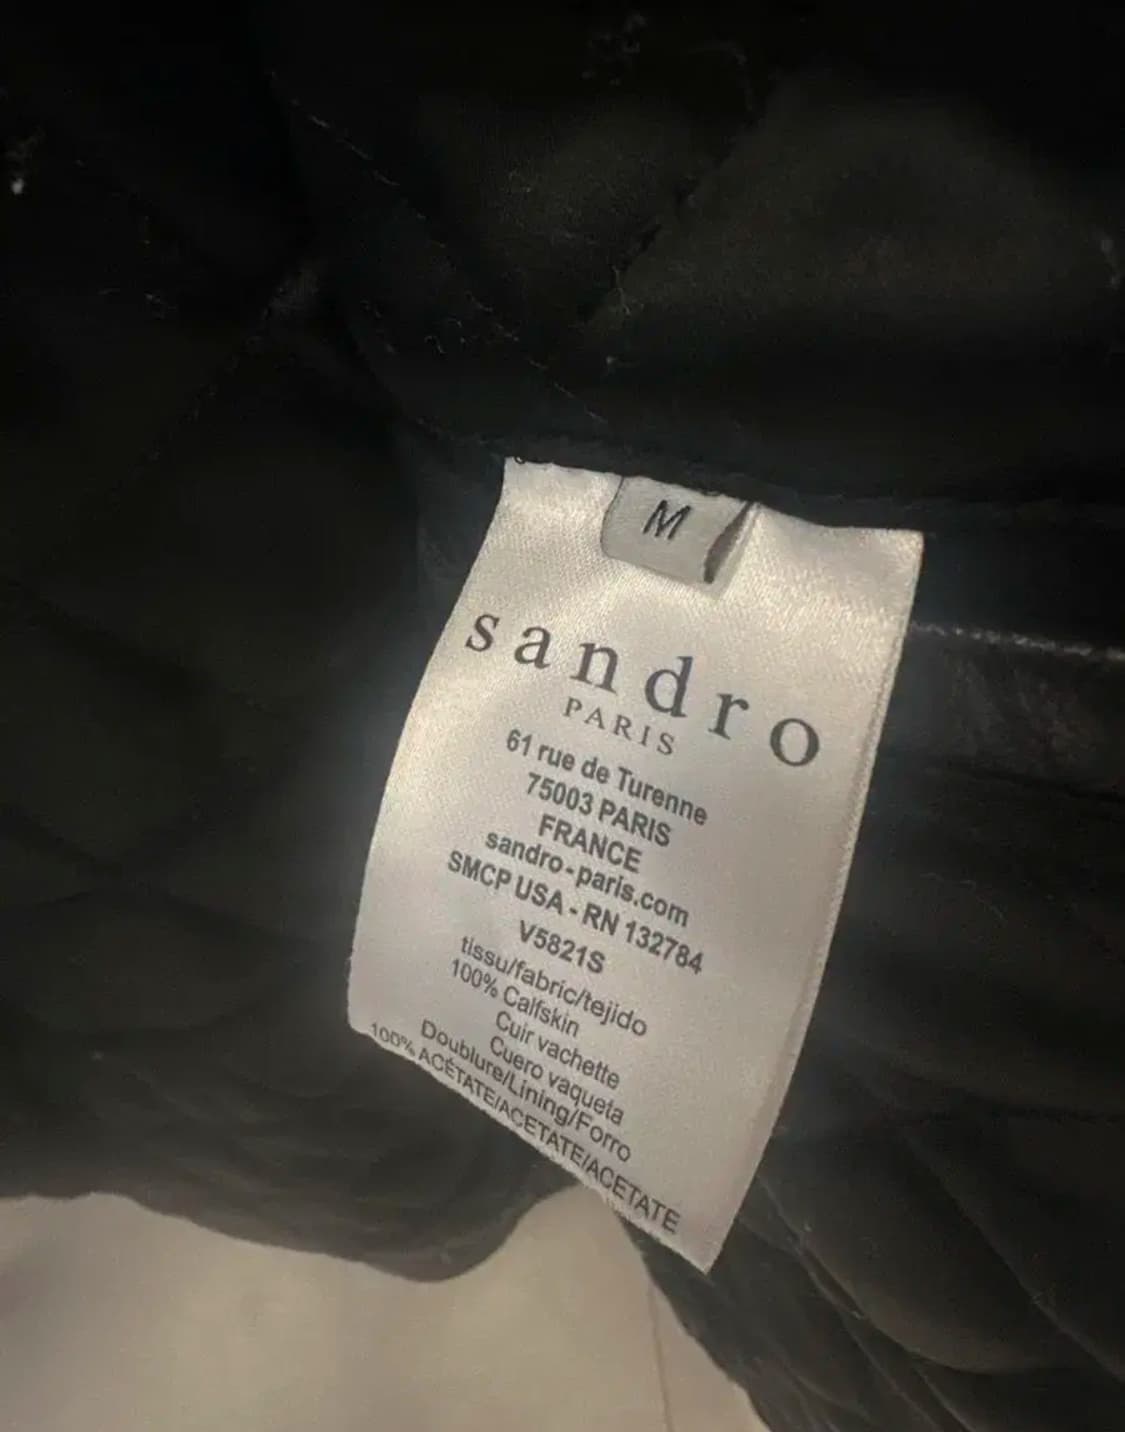 M
sandro
PARIS
61 rue de Turenne
75003 PARIS
FRANCE
sandro-paris.com
SMCP USA - RN 132784
V5821S
tissu/fabric/tejido
100% Calfskin
Cuir vachette
Cuero vaqueta
Doublure/Lining/Forro
100% ACÉTATE/ACETATE/ACETATE